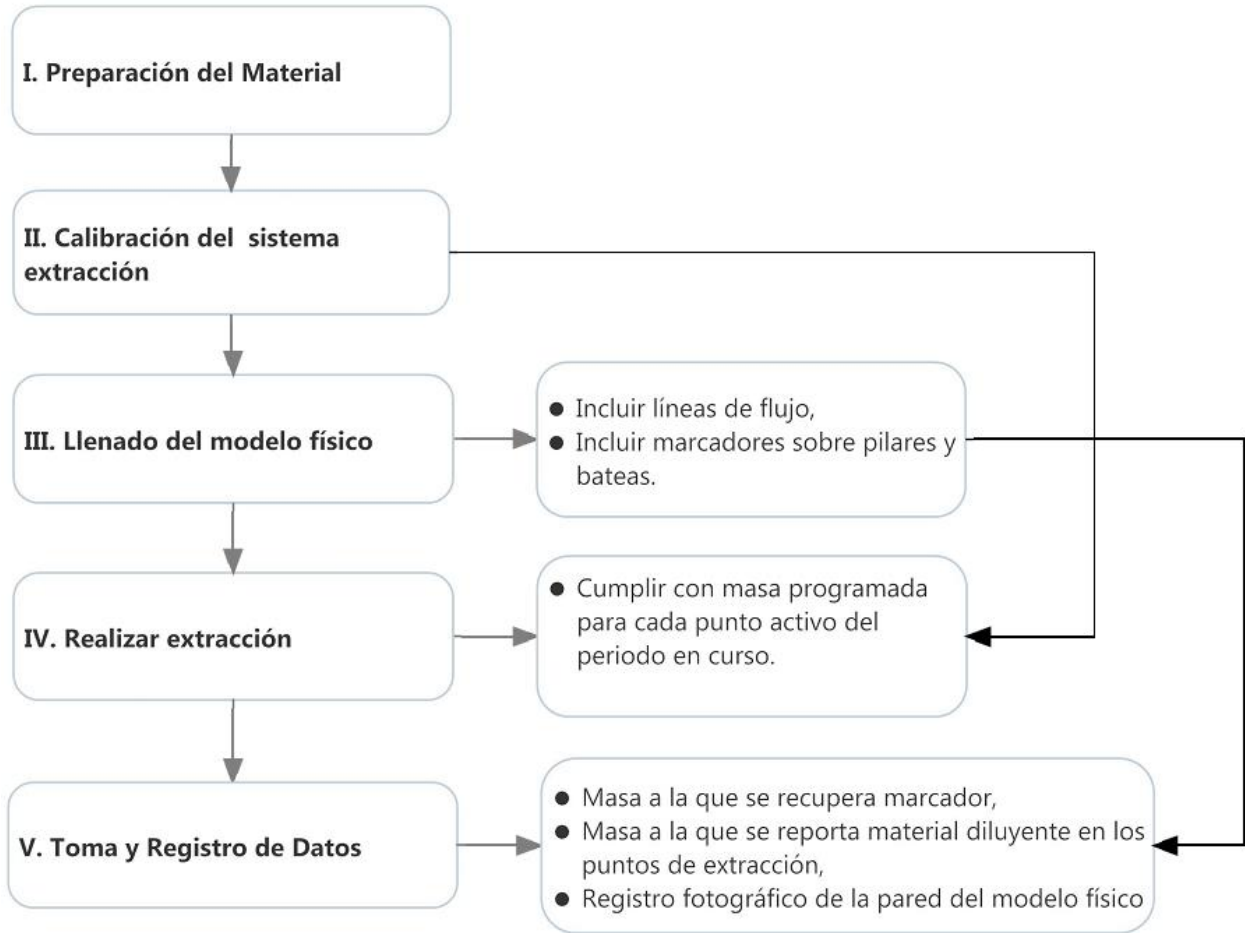 I. Preparación del Material
II. Calibración del sistema
extracción
III. Llenado del modelo físico
● Incluir líneas de flujo,
● Incluir marcadores sobre pilares y
bateas.
IV. Realizar extracción
● Cumplir con masa programada
para cada punto activo del
periodo en curso.
V. Toma y Registro de Datos
● Masa a la que se recupera marcador,
● Masa a la que se reporta material diluyente en los
puntos de extracción,
● Registro fotográfico de la pared del modelo físico